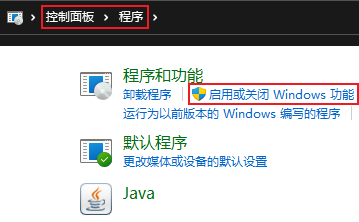 控制面板 > 程序 >
程序和功能
卸载程序 启用或关闭 Windows 功能
运行为以前版本的 Windows 编写的程序
默认程序
更改媒体或设备的默认设置
Java